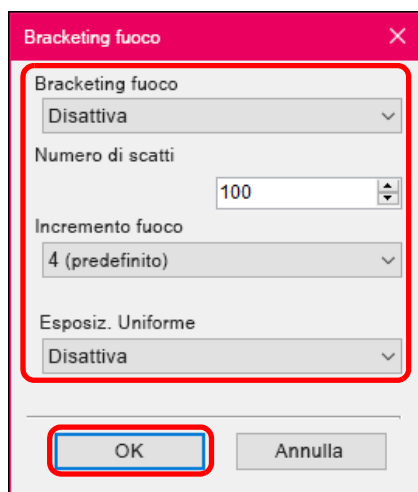 Bracketing fuoco
Bracketing fuoco
Disattiva
Numero di scatti
100
Incremento fuoco
4 (predefinito)
Esposiz. Uniforme
Disattiva
OK Annulla